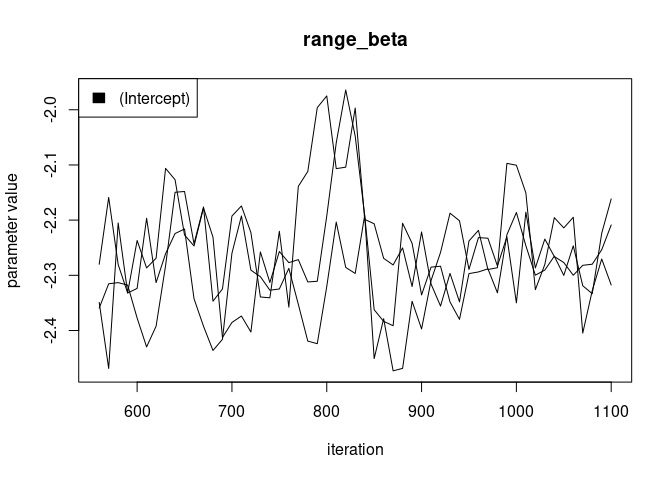 range_beta
(Intercept)
parameter value
-2.0
-2.1
-2.2
-2.3
-2.4
600 700 800 900 1000 1100
iteration